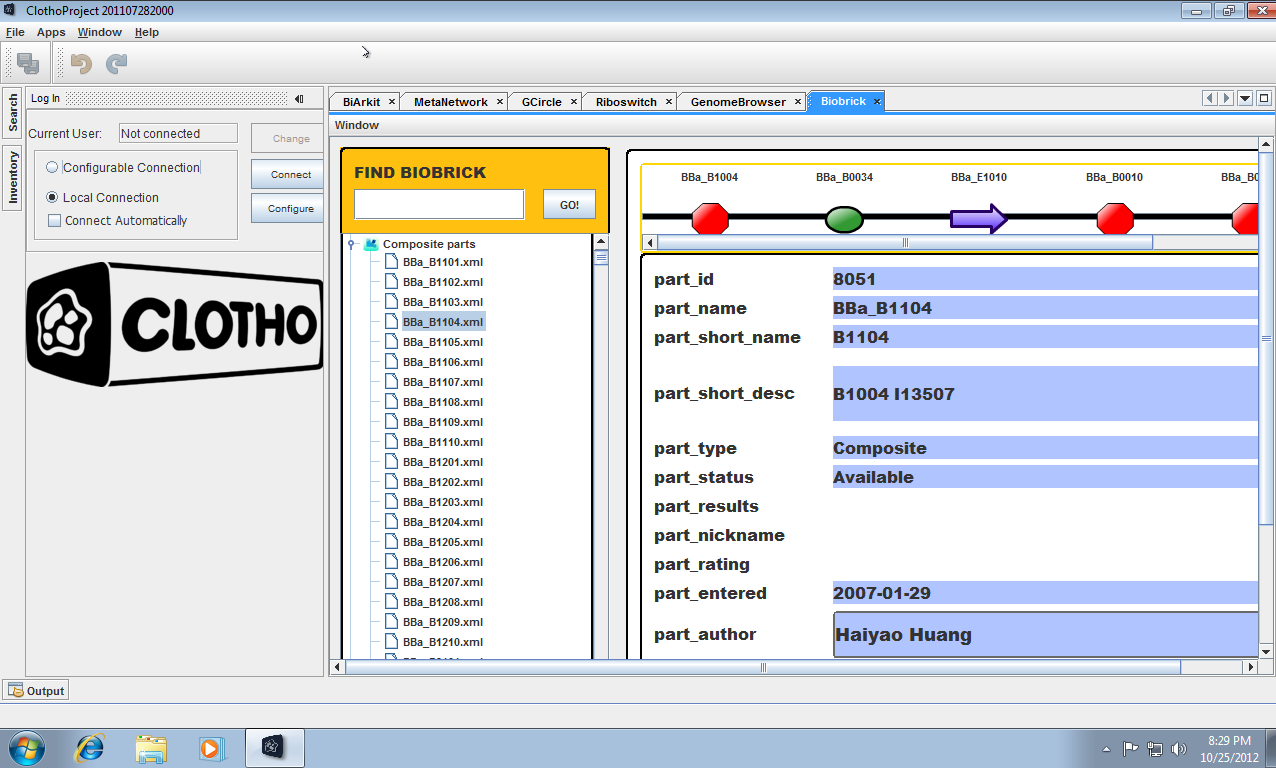 ClothoProject 201107282000
File Apps Window Help
Search
Inventory
Log In
Current User: Not connected Change
Configurable Connection Connect
Local Connection Configure
Connect Automatically
CLOTHO
BiArkit MetaNetwork GCircle Riboswitch GenomeBrowser Biobrick
Window
FIND BIOBRICK
GO!
Composite parts
BBa_B1101.xml
BBa_B1102.xml
BBa_B1103.xml
BBa_B1104.xml
BBa_B1105.xml
BBa_B1106.xml
BBa_B1107.xml
BBa_B1108.xml
BBa_B1109.xml
BBa_B1110.xml
BBa_B1201.xml
BBa_B1202.xml
BBa_B1203.xml
BBa_B1204.xml
BBa_B1205.xml
BBa_B1206.xml
BBa_B1207.xml
BBa_B1208.xml
BBa_B1209.xml
BBa_B1210.xml
BBa_B1004 BBa_B0034 BBa_E1010 BBa_B0010 BBa_B0
part_id 8051
part_name BBa_B1104
part_short_name B1104
part_short_desc B1004 I13507
part_type Composite
part_status Available
part_results
part_nickname
part_rating
part_entered 2007-01-29
part_author Haiyao Huang
Output
8:29 PM
10/25/2012